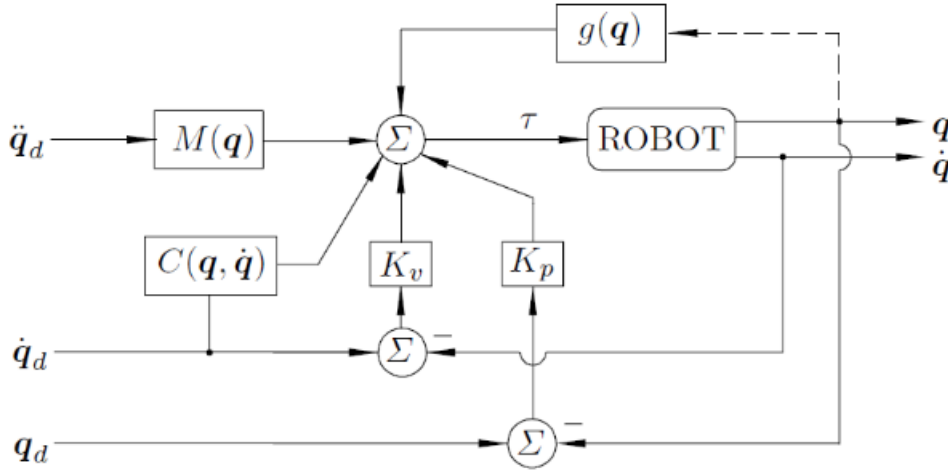 g(q)
q̈_d M(q) Σ τ ROBOT q
q̇
C(q, q̇) K_v K_p
q̇_d Σ −
q_d Σ −